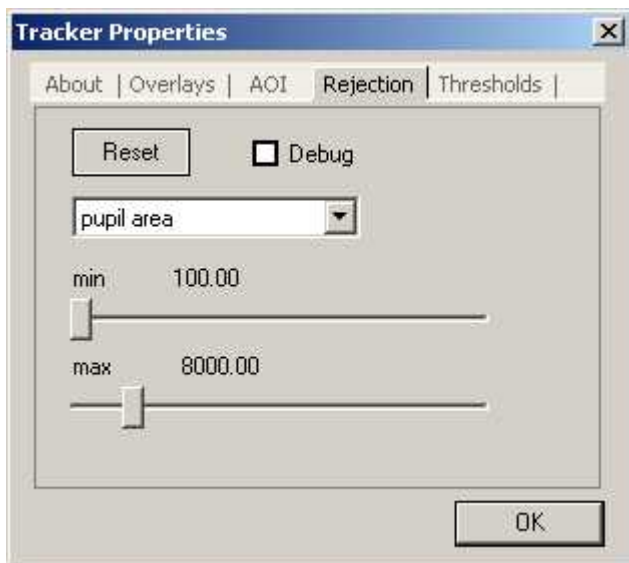 Tracker Properties
About | Overlays | AOI Rejection Thresholds |
Reset Debug
pupil area
min 100.00
max 8000.00
OK